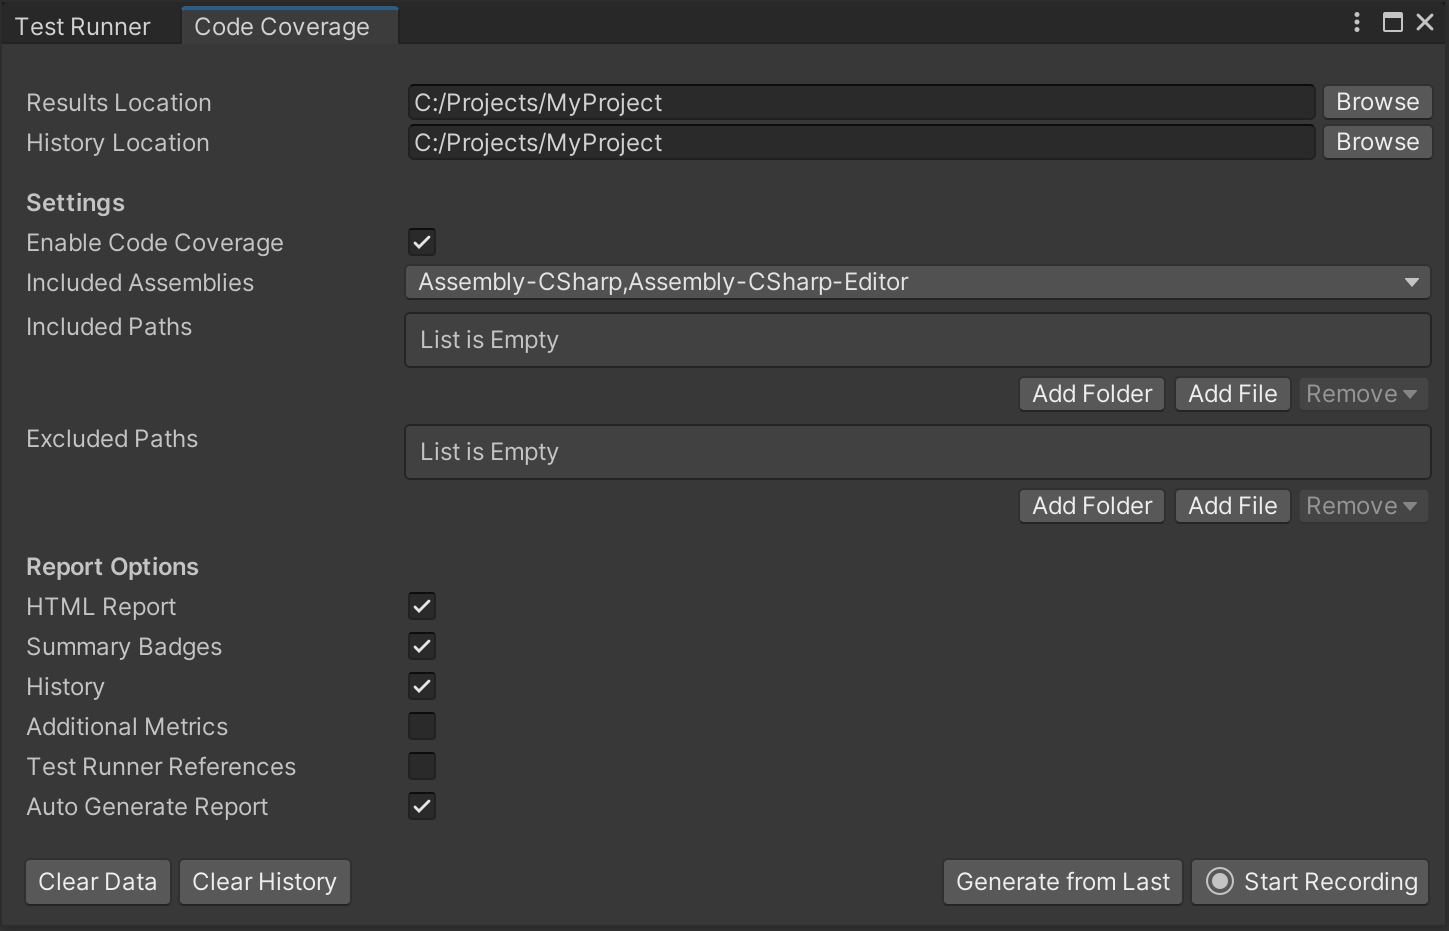 Test Runner Code Coverage
Results Location C:/Projects/MyProject Browse
History Location C:/Projects/MyProject Browse
Settings
Enable Code Coverage
Included Assemblies Assembly-CSharp,Assembly-CSharp-Editor
Included Paths List is Empty
Add Folder Add File Remove
Excluded Paths List is Empty
Add Folder Add File Remove
Report Options
HTML Report
Summary Badges
History
Additional Metrics
Test Runner References
Auto Generate Report
Clear Data Clear History Generate from Last Start Recording